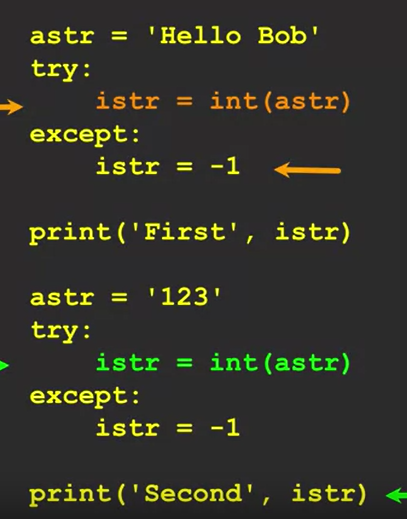 astr = 'Hello Bob'
try:
    istr = int(astr)
except:
    istr = -1
print('First', istr)
astr = '123'
try:
    istr = int(astr)
except:
    istr = -1
print('Second', istr)